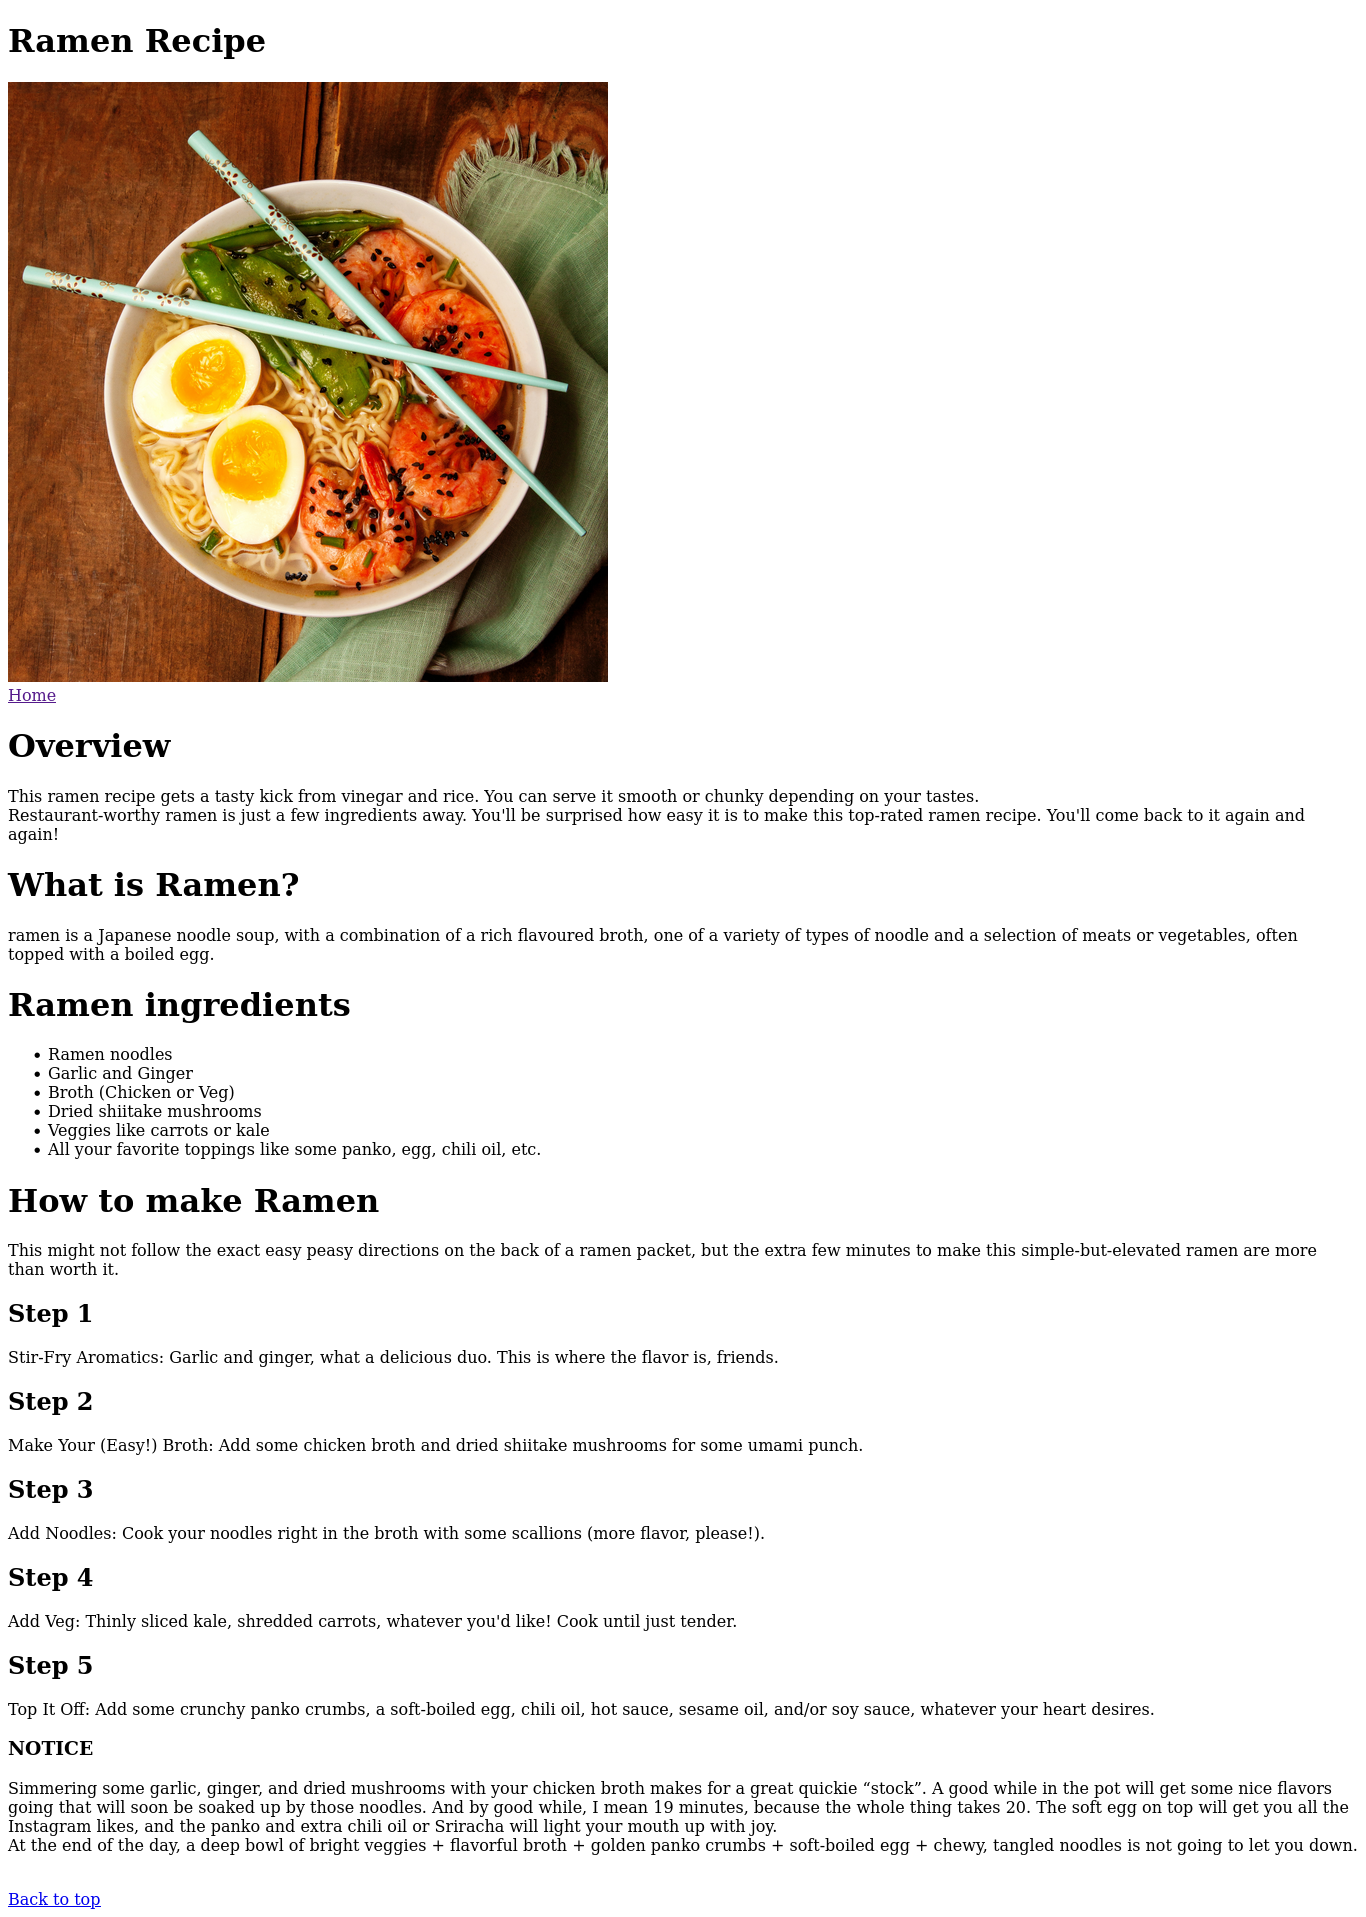 Ramen Recipe
Home
Overview
This ramen recipe gets a tasty kick from vinegar and rice. You can serve it smooth or chunky depending on your tastes.
Restaurant-worthy ramen is just a few ingredients away. You'll be surprised how easy it is to make this top-rated ramen recipe. You'll come back to it again and
again!
What is Ramen?
ramen is a Japanese noodle soup, with a combination of a rich flavoured broth, one of a variety of types of noodle and a selection of meats or vegetables, often
topped with a boiled egg.
Ramen ingredients
• Ramen noodles
• Garlic and Ginger
• Broth (Chicken or Veg)
• Dried shiitake mushrooms
• Veggies like carrots or kale
• All your favorite toppings like some panko, egg, chili oil, etc.
How to make Ramen
This might not follow the exact easy peasy directions on the back of a ramen packet, but the extra few minutes to make this simple-but-elevated ramen are more
than worth it.
Step 1
Stir-Fry Aromatics: Garlic and ginger, what a delicious duo. This is where the flavor is, friends.
Step 2
Make Your (Easy!) Broth: Add some chicken broth and dried shiitake mushrooms for some umami punch.
Step 3
Add Noodles: Cook your noodles right in the broth with some scallions (more flavor, please!).
Step 4
Add Veg: Thinly sliced kale, shredded carrots, whatever you'd like! Cook until just tender.
Step 5
Top It Off: Add some crunchy panko crumbs, a soft-boiled egg, chili oil, hot sauce, sesame oil, and/or soy sauce, whatever your heart desires.
NOTICE
Simmering some garlic, ginger, and dried mushrooms with your chicken broth makes for a great quickie “stock”. A good while in the pot will get some nice flavors
going that will soon be soaked up by those noodles. And by good while, I mean 19 minutes, because the whole thing takes 20. The soft egg on top will get you all the
Instagram likes, and the panko and extra chili oil or Sriracha will light your mouth up with joy.
At the end of the day, a deep bowl of bright veggies + flavorful broth + golden panko crumbs + soft-boiled egg + chewy, tangled noodles is not going to let you down.
Back to top